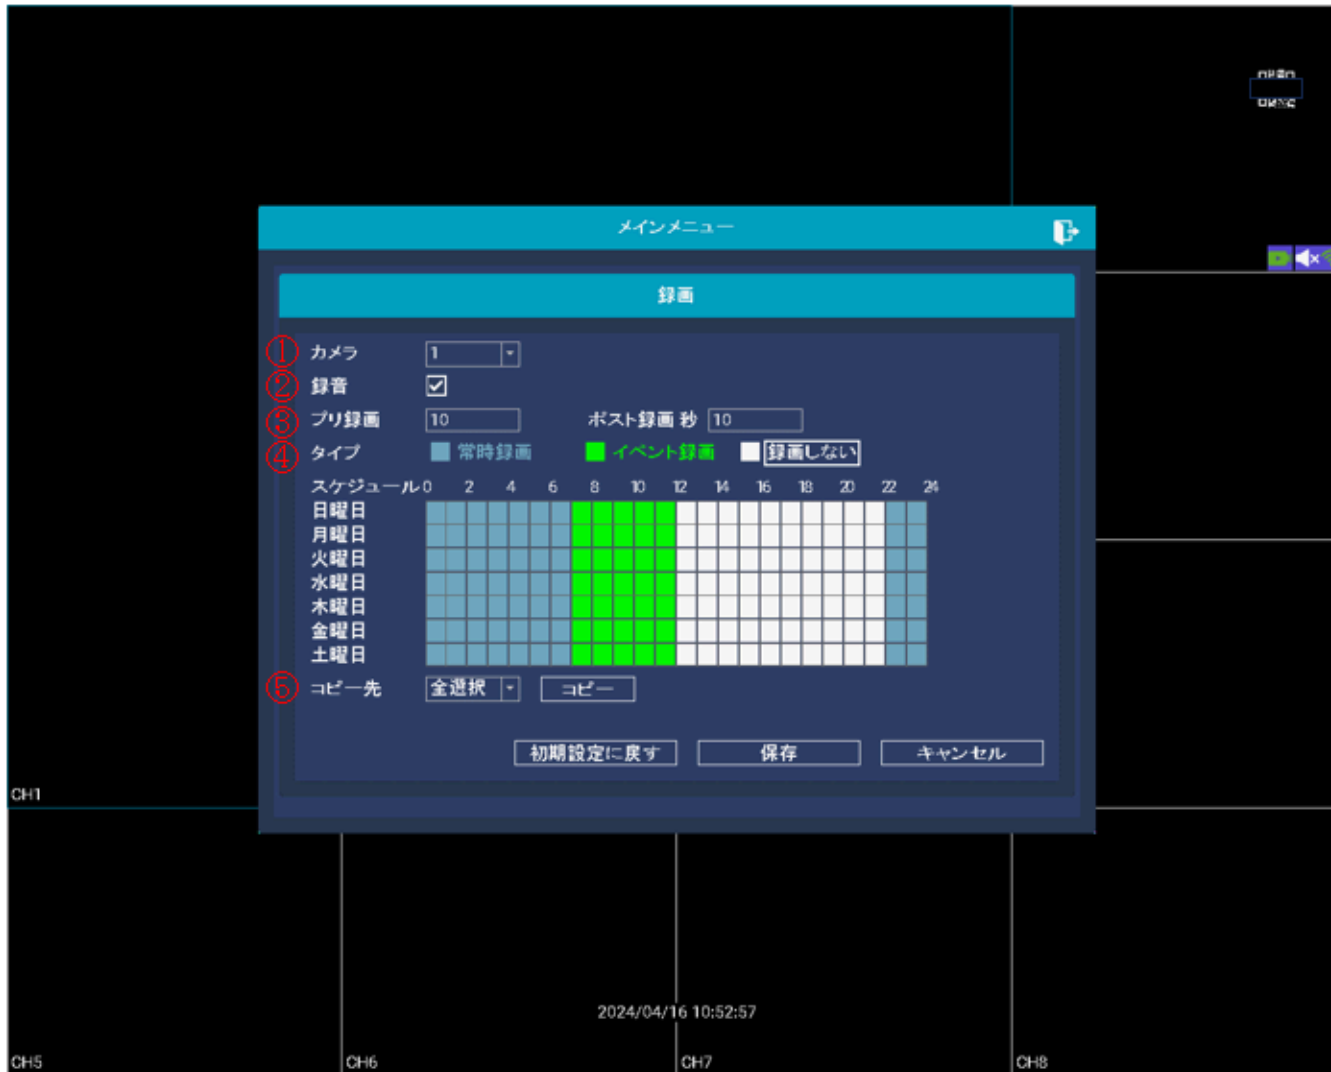 メインメニュー
録画
① カメラ 1
② 録音
③ プリ録画 10 ポスト録画 秒 10
④ タイプ 常時録画 イベント録画 録画しない
スケジュール 0 2 4 6 8 10 12 14 16 18 20 22 24
日曜日
月曜日
火曜日
水曜日
木曜日
金曜日
土曜日
⑤ コピー先 全選択 コピー
初期設定に戻す 保存 キャンセル
CH1
2024/04/16 10:52:57
CH5 CH6 CH7 CH8